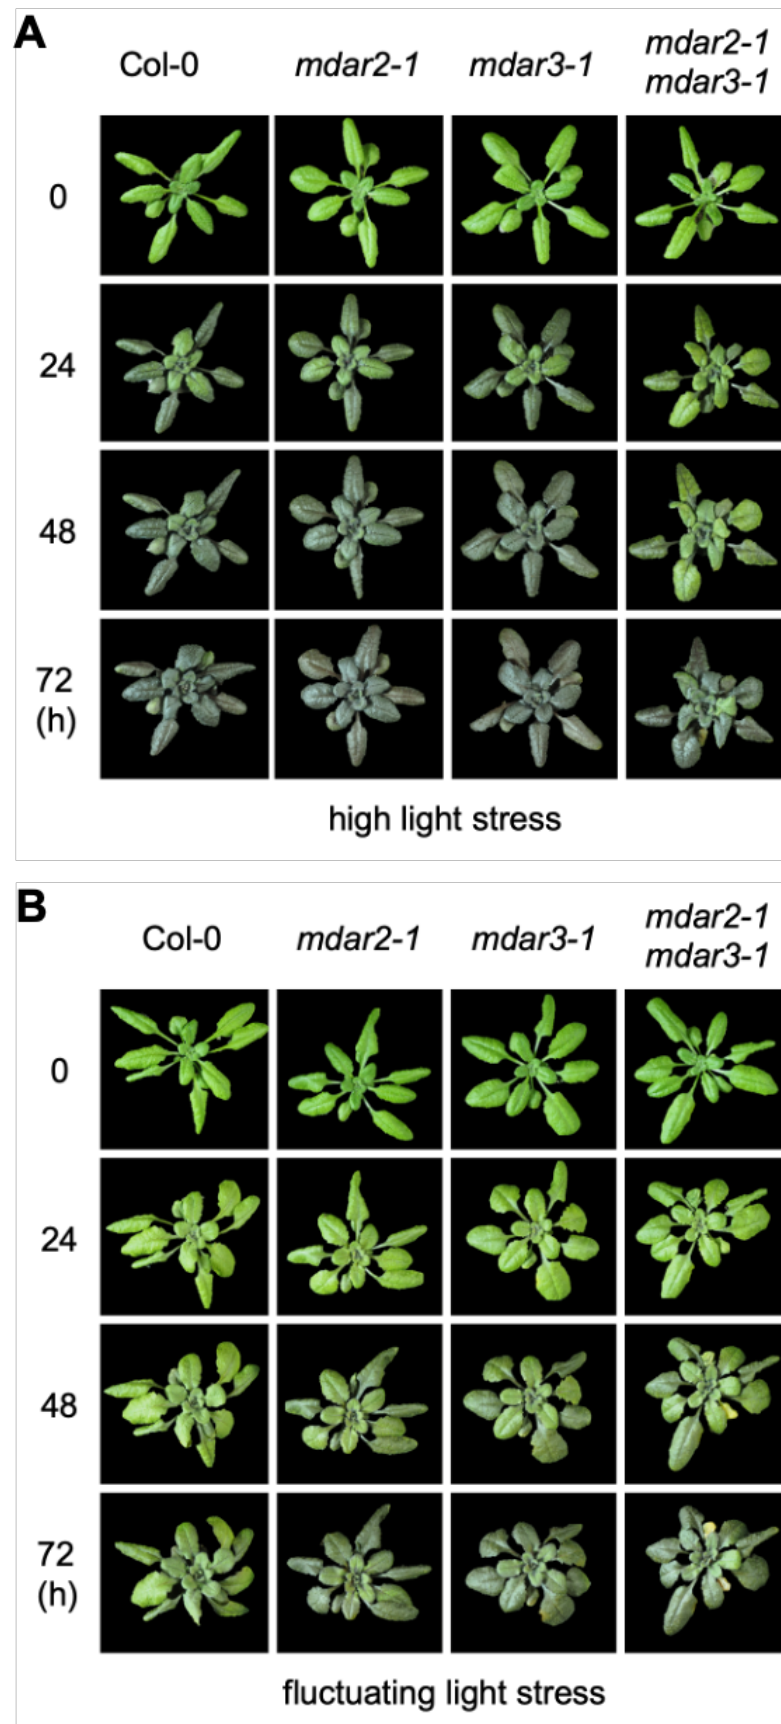 A
Col-0 mdar2-1 mdar3-1 mdar2-1
mdar3-1
0
24
48
72
(h)
high light stress
B
Col-0 mdar2-1 mdar3-1 mdar2-1
mdar3-1
0
24
48
72
(h)
fluctuating light stress